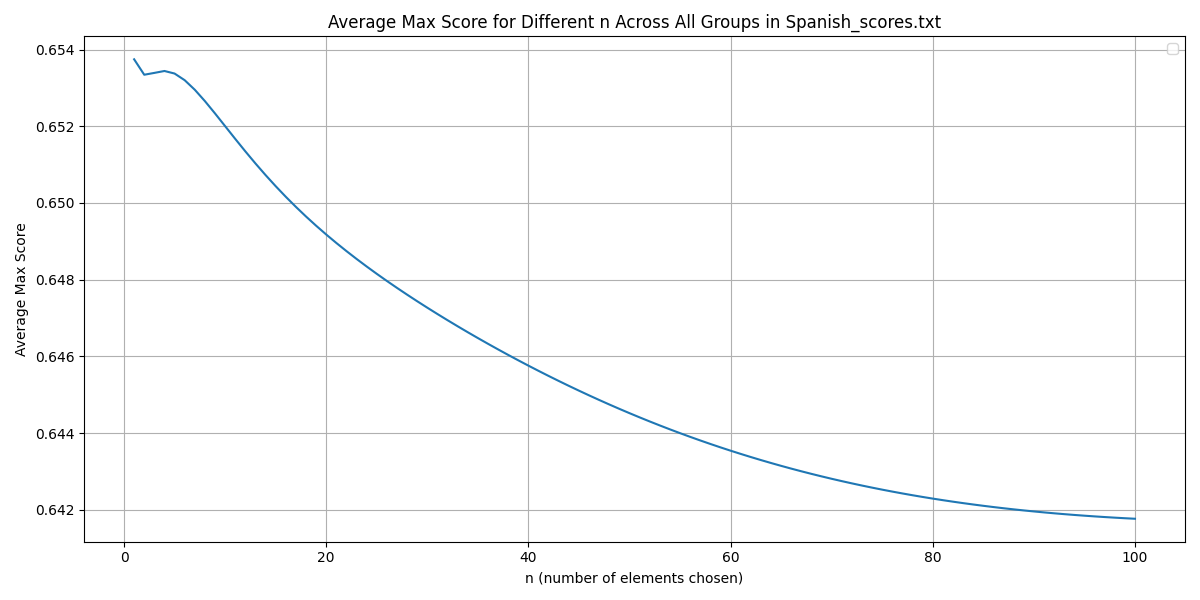 Average Max Score for Different n Across All Groups in Spanish_scores.txt
Average Max Score
0.654
0.652
0.650
0.648
0.646
0.644
0.642
0 20 40 60 80 100
n (number of elements chosen)